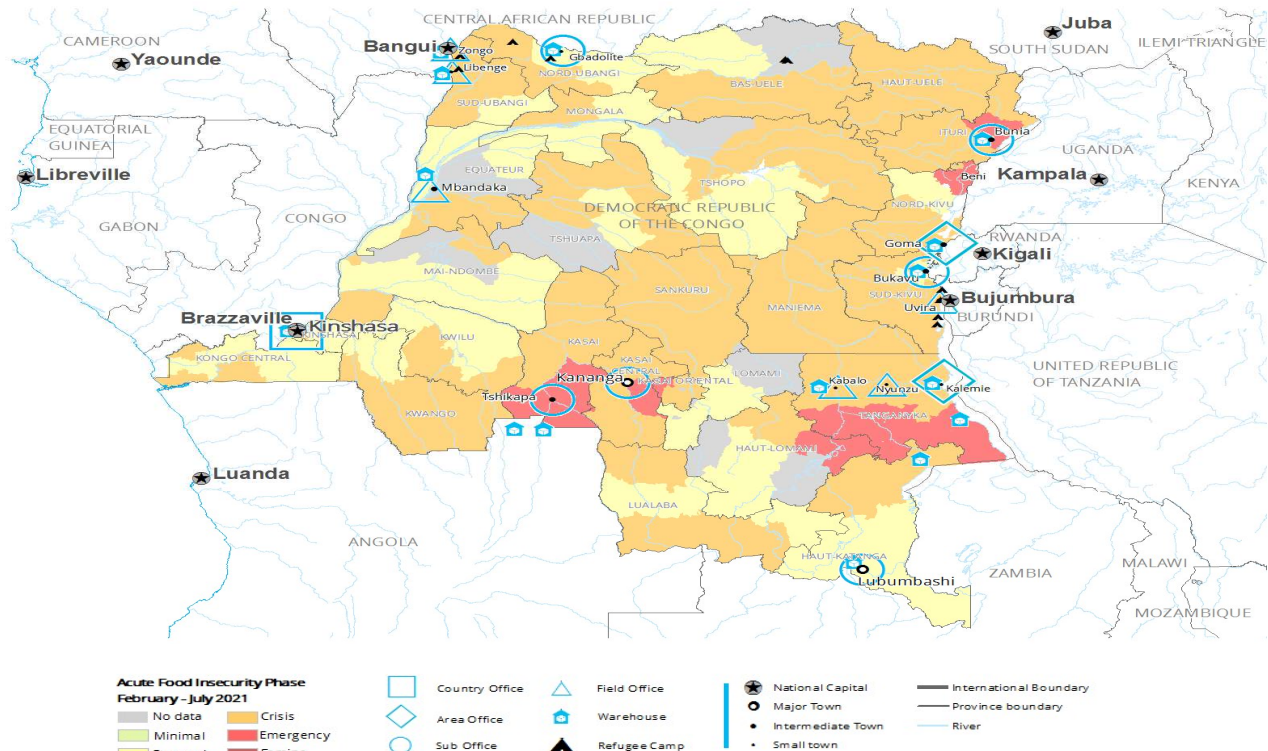 CENTRAL AFRICAN REPUBLIC
Juba
CAMEROON
Bangui
Zongo
Gbadolite
SOUTH SUDAN
ILEMI TRIANGLE
Yaounde
Libenge
NORD-UBANGI
BAS-UELE
HAUT-UELE
SUD-UBANGI
MONGALA
EQUATORIAL
GUINEA
ITURI
Bunia
UGANDA
Libreville
EQUATEUR
Mbandaka
TSHOPO
Beni
Kampala
KENYA
GABON
CONGO
DEMOCRATIC REPUBLIC
OF THE CONGO
NORD-KIVU
TSHUAPA
Goma
RWANDA
Kigali
MAI-NDOMBE
Bukavu
SANKURU
SUD-KIVU
MANIEMA
Uvira
Bujumbura
BURUNDI
Brazzaville
Kinshasa
KINSHASA
KONGO CENTRAL
KWILU
KASAI
KASAI
CENTRAL
KASAI ORIENTAL
LOMAMI
UNITED REPUBLIC
OF TANZANIA
Kananga
Kabalo
Nyunzu
Kalemie
Tshikapa
KWANGO
TANGANYKA
HAUT-LOMAMI
Luanda
LUALABA
ANGOLA
HAUT-KATANGA
Lubumbashi
ZAMBIA
MALAWI
MOZAMBIQUE
Acute Food Insecurity Phase
February - July 2021
No data
Crisis
Minimal
Emergency
Country Office
Field Office
Area Office
Warehouse
Sub Office
Refugee Camp
National Capital
Major Town
Intermediate Town
Small town
International Boundary
Province boundary
River